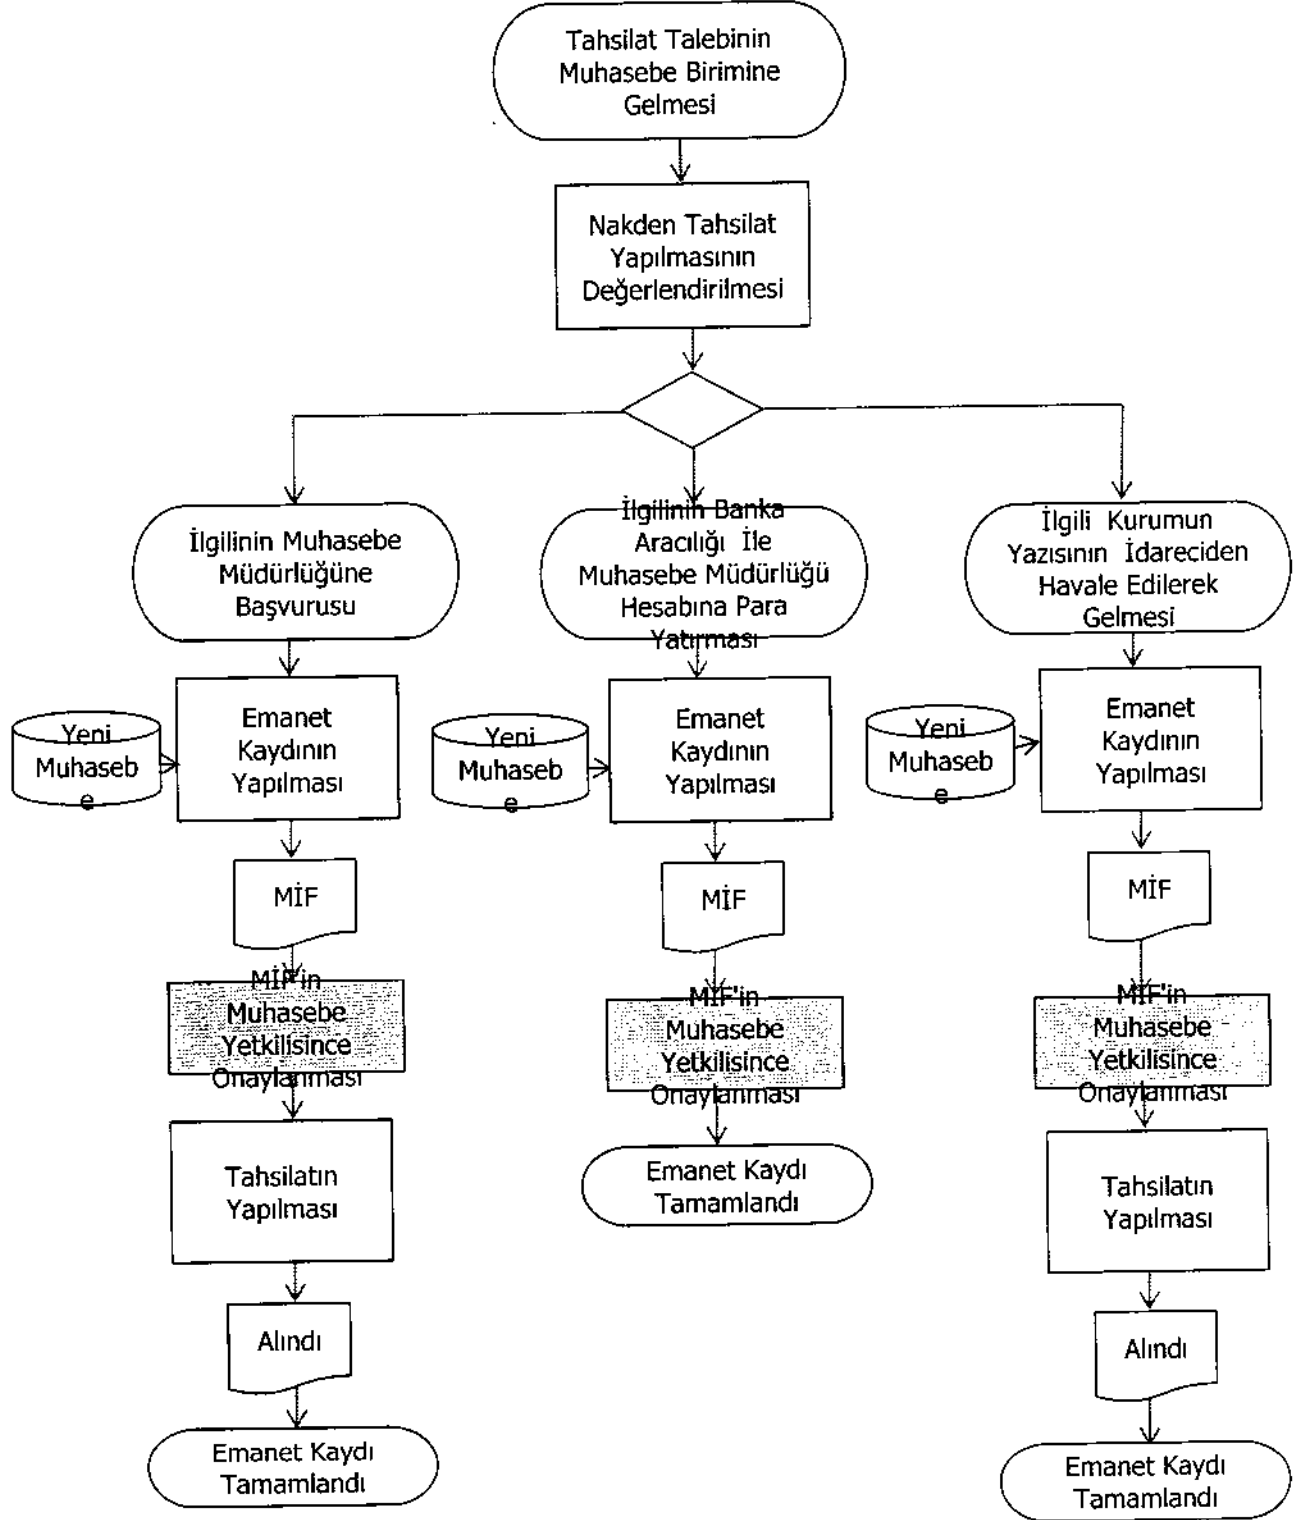 Tahsilat Talebinin
Muhasebe Birimine
Gelmesi
Nakden Tahsilat
Yapılmasının
Değerlendirilmesi
İlgilinin Muhasebe
Müdürlüğüne
Başvurusu
İlgilinin Banka
Aracılığı İle
Muhasebe Müdürlüğü
Hesabına Para
Yatırması
İlgili Kurumun
Yazısının İdareciden
Havale Edilerek
Gelmesi
Yeni
Muhaseb
e
Emanet
Kaydının
Yapılması
Yeni
Muhaseb
e
Emanet
Kaydının
Yapılması
Yeni
Muhaseb
e
Emanet
Kaydının
Yapılması
MİF
MİF
MİF
MİF'in
Muhasebe
Yetkilisince
Onaylanması
MİF'in
Muhasebe
Yetkilisince
Onaylanması
MİF'in
Muhasebe
Yetkilisince
Onaylanması
Tahsilatın
Yapılması
Emanet Kaydı
Tamamlandı
Tahsilatın
Yapılması
Alındı
Alındı
Emanet Kaydı
Tamamlandı
Emanet Kaydı
Tamamlandı